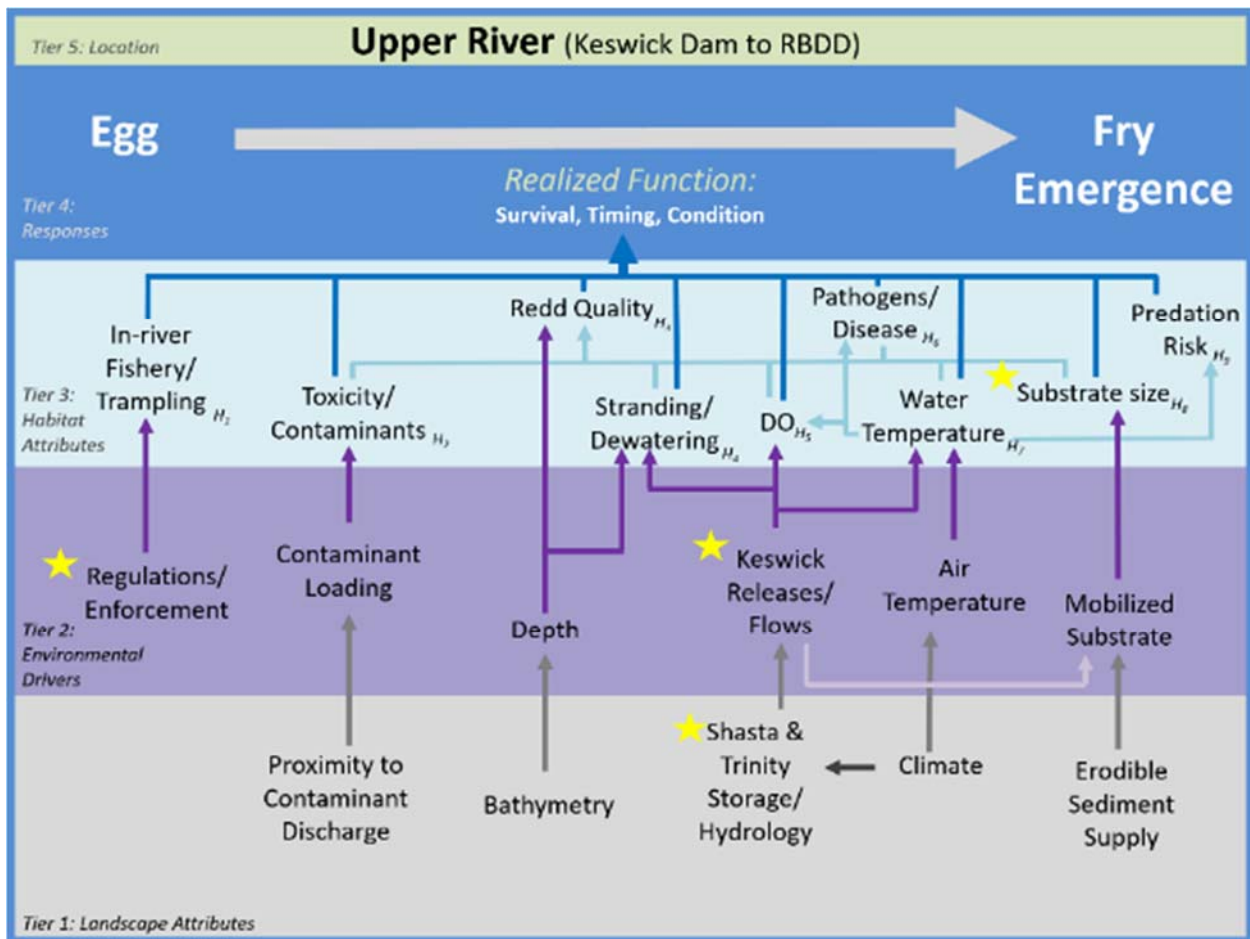 Tier 5: Location
Upper River (Keswick Dam to RBDD)
Egg
Fry
Emergence
Realized Function:
Survival, Timing, Condition
Tier 4:
Responses
In-river
Fishery/
Trampling
Toxicity/
Contaminants
Redd Quality
Stranding/
Dewatering
DO H5
Pathogens/
Disease H6
Water
Temperature H7
Substrate size
Predation
Risk
Tier 3:
Habitat
Attributes
Regulations/
Enforcement
Contaminant
Loading
Depth
Keswick
Releases/
Flows
Air
Temperature
Mobilized
Substrate
Tier 2:
Environmental
Drivers
Proximity to
Contaminant
Discharge
Bathymetry
Shasta &
Trinity
Storage/
Hydrology
Climate
Erodible
Sediment
Supply
Tier 1: Landscape Attributes